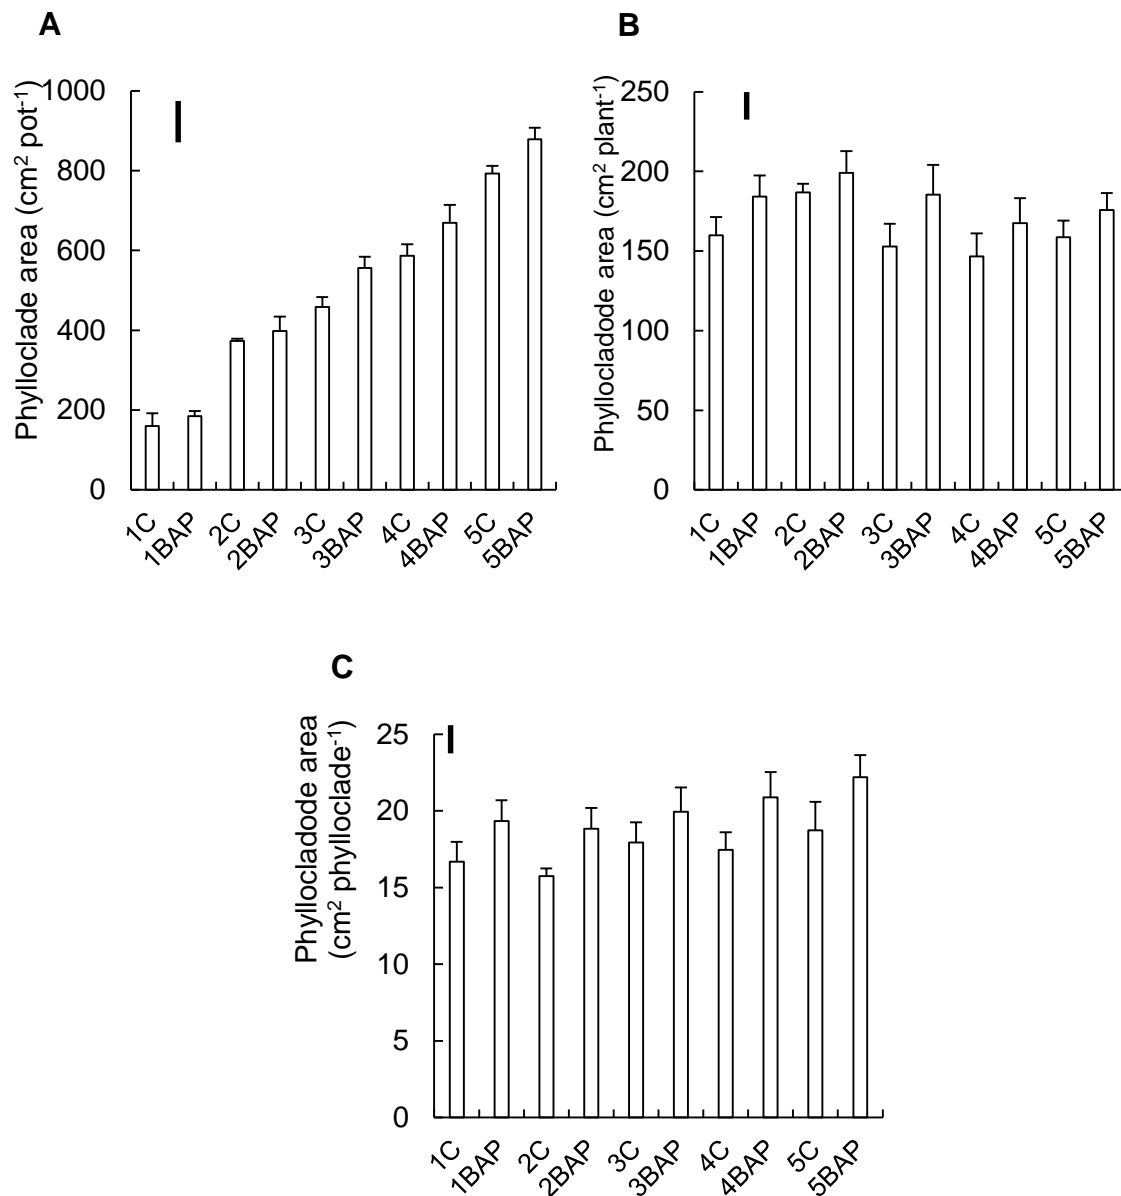 A
Phylloclade area (cm² pot⁻¹)
1000
800
600
400
200
0
1C
1BAP
2C
2BAP
3C
3BAP
4C
4BAP
5C
5BAP
B
Phyllocladode area (cm² plant⁻¹)
250
200
150
100
50
0
1C
1BAP
2C
2BAP
3C
3BAP
4C
4BAP
5C
5BAP
C
Phyllocladode area
(cm² phylloclade⁻¹)
25
20
15
10
5
0
1C
1BAP
2C
2BAP
3C
3BAP
4C
4BAP
5C
5BAP